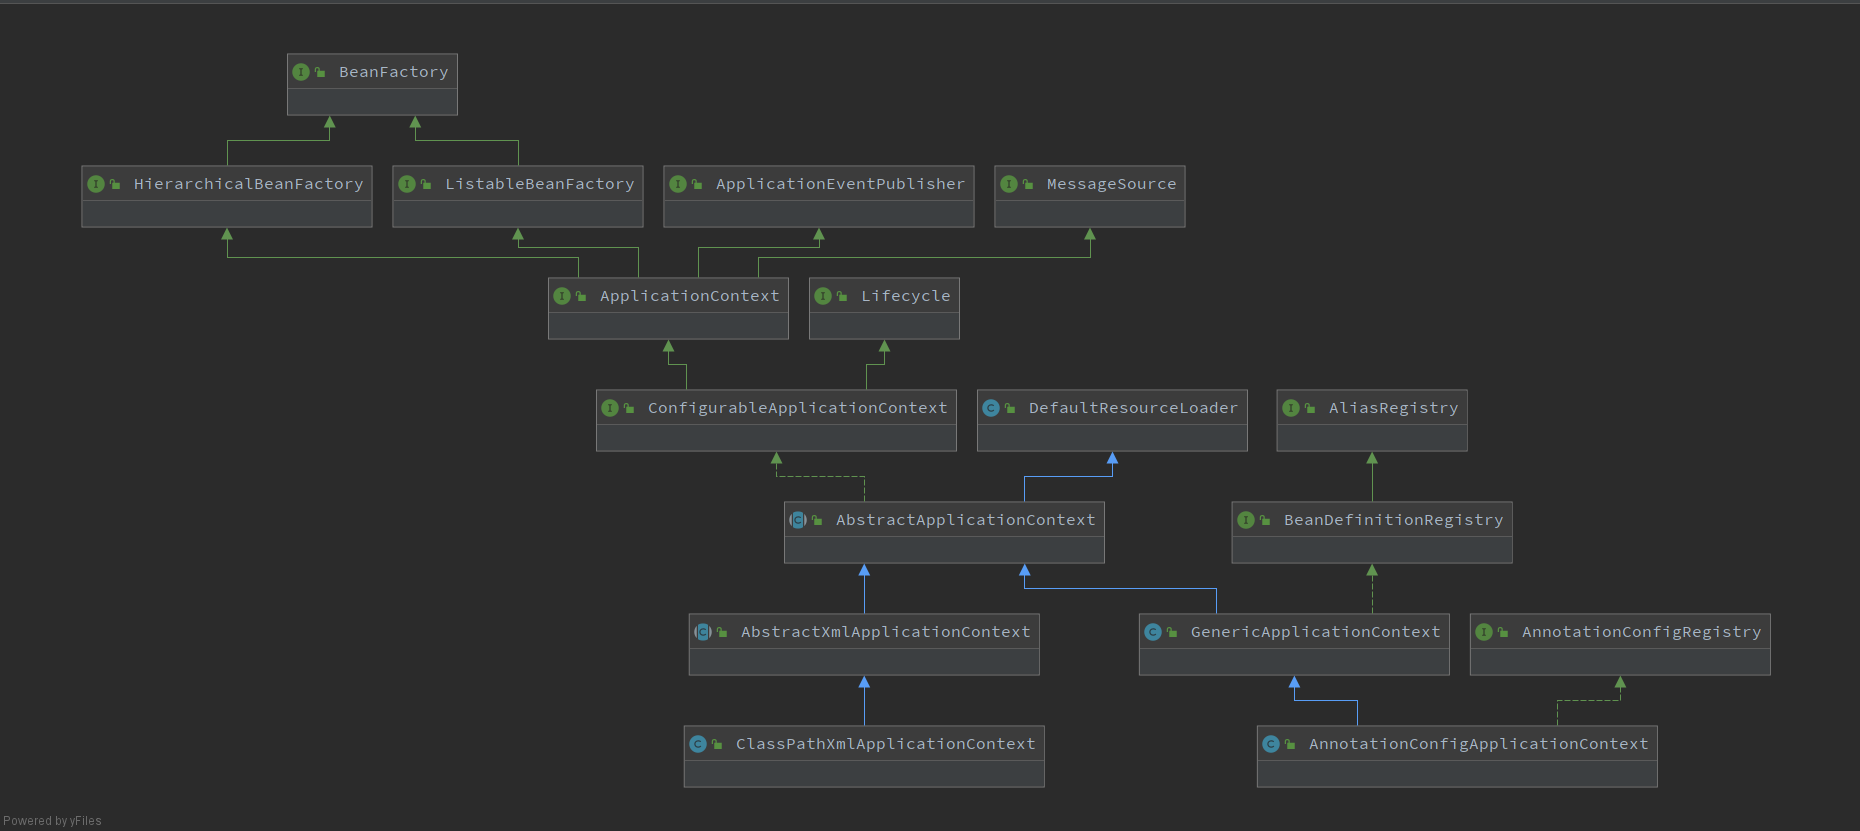 BeanFactory
HierarchicalBeanFactory
ListableBeanFactory
ApplicationEventPublisher
MessageSource
ApplicationContext
Lifecycle
ConfigurableApplicationContext
DefaultResourceLoader
AliasRegistry
AbstractApplicationContext
BeanDefinitionRegistry
AbstractXmlApplicationContext
GenericApplicationContext
AnnotationConfigRegistry
ClassPathXmlApplicationContext
AnnotationConfigApplicationContext
Powered by yFiles